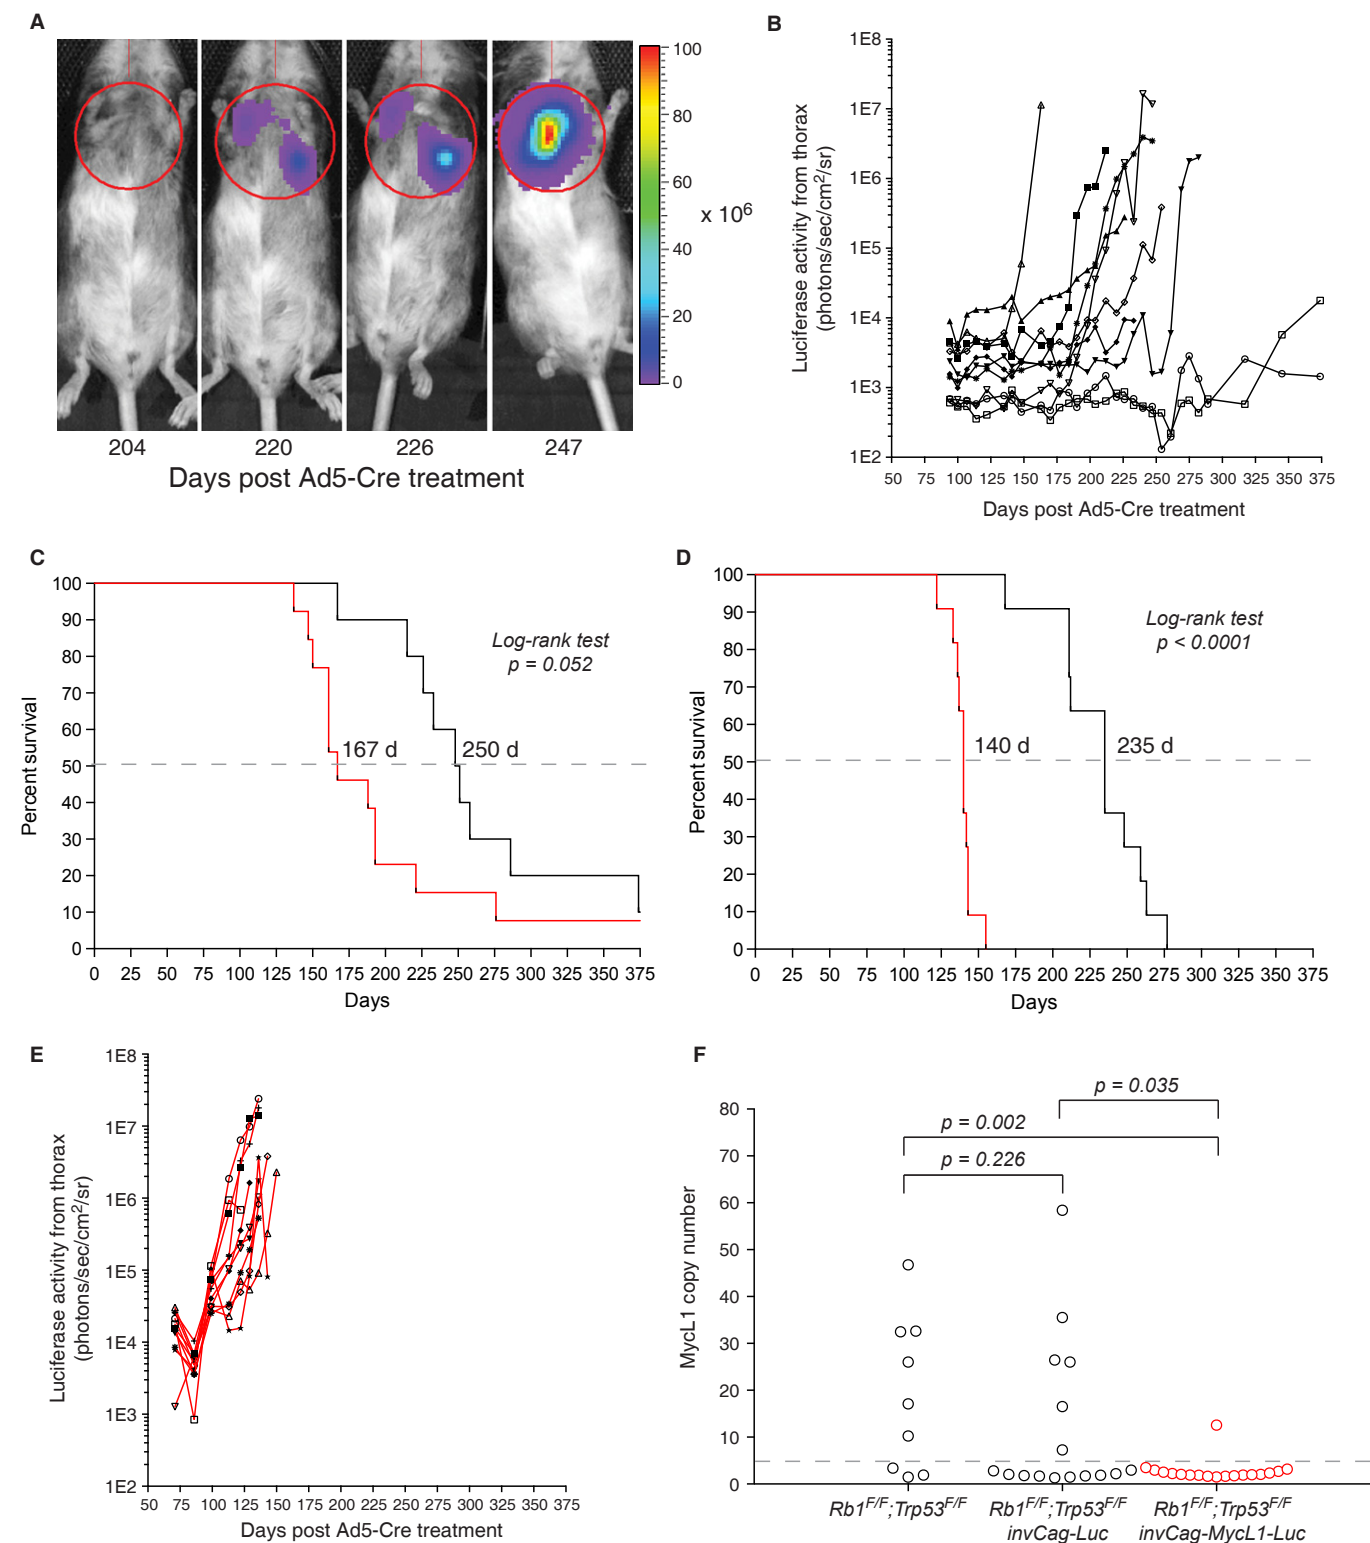 A
100
80
60
40
20
0
x 10⁶
204 220 226 247
Days post Ad5-Cre treatment
B
1E8
1E7
1E6
1E5
1E4
1E3
1E2
Luciferase activity from thorax
(photons/sec/cm²/sr)
50 75 100 125 150 175 200 225 250 275 300 325 350 375
Days post Ad5-Cre treatment
C
100
90
80
70
60
50
40
30
20
10
0
Percent survival
Log-rank test
p = 0.052
167 d
250 d
0 25 50 75 100 125 150 175 200 225 250 275 300 325 350 375
Days
D
100
90
80
70
60
50
40
30
20
10
0
Percent survival
Log-rank test
p < 0.0001
140 d
235 d
0 25 50 75 100 125 150 175 200 225 250 275 300 325 350 375
Days
E
1E8
1E7
1E6
1E5
1E4
1E3
1E2
Luciferase activity from thorax
(photons/sec/cm²/sr)
50 75 100 125 150 175 200 225 250 275 300 325 350 375
Days post Ad5-Cre treatment
F
80
70
60
50
40
30
20
10
0
MycL1 copy number
p = 0.035
p = 0.002
p = 0.226
Rb1^F/F;Trp53^F/F
Rb1^F/F;Trp53^F/F
invCag-Luc
Rb1^F/F;Trp53^F/F
invCag-MycL1-Luc